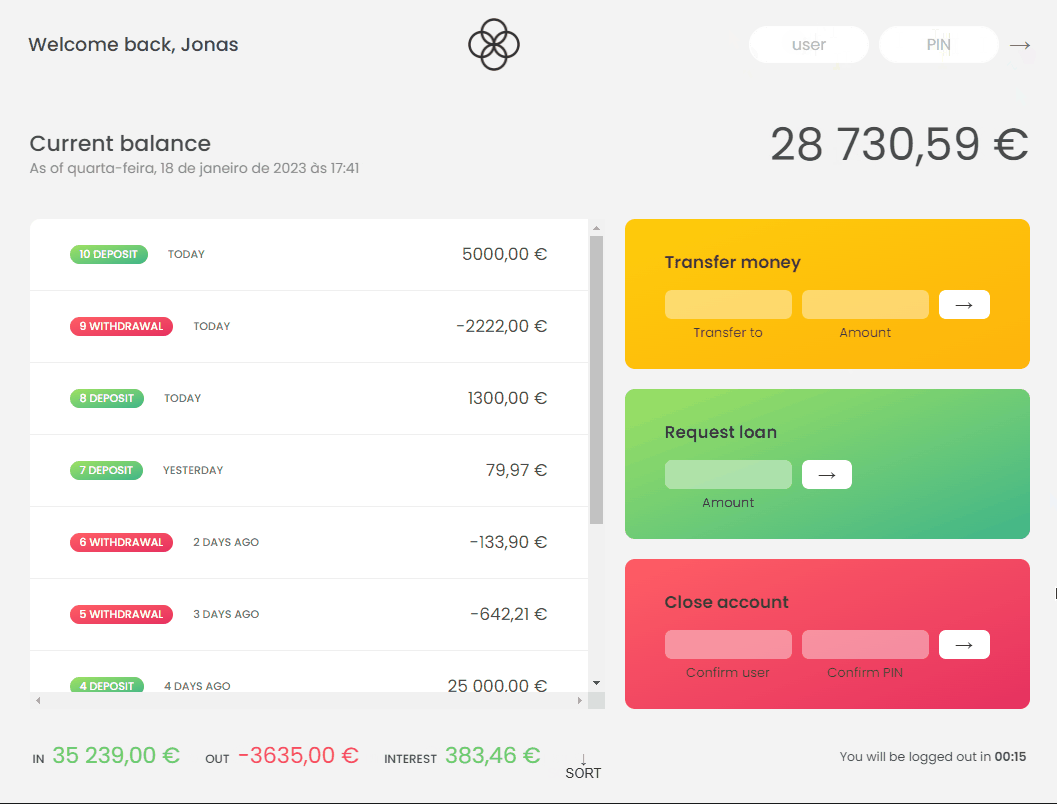 Welcome back, Jonas
user PIN →
Current balance
As of quarta-feira, 18 de janeiro de 2023 às 17:41
28 730,59 €
10 DEPOSIT TODAY 5000,00 €
9 WITHDRAWAL TODAY -2222,00 €
8 DEPOSIT TODAY 1300,00 €
7 DEPOSIT YESTERDAY 79,97 €
6 WITHDRAWAL 2 DAYS AGO -133,90 €
5 WITHDRAWAL 3 DAYS AGO -642,21 €
4 DEPOSIT 4 DAYS AGO 25 000,00 €
Transfer money
→
Transfer to Amount
Request loan
→
Amount
Close account
→
Confirm user Confirm PIN
IN 35 239,00 € OUT -3635,00 € INTEREST 383,46 € ↓ SORT
You will be logged out in 00:15